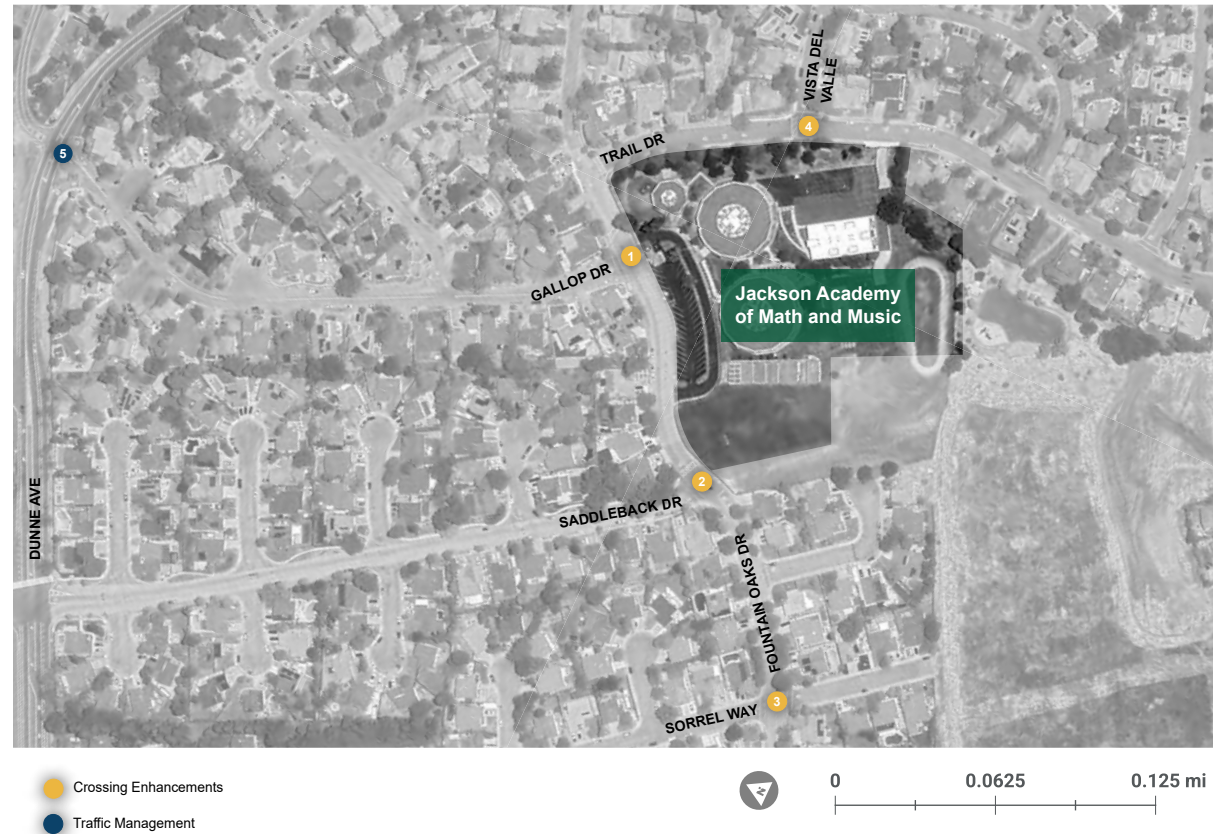 VISTA DEL
VALLE
4
5
TRAIL DR
1
GALLOP DR
Jackson Academy
of Math and Music
DUNNE AVE
2
SADDLEBACK DR
FOUNTAIN OAKS DR
3
SORREL WAY
Crossing Enhancements
Traffic Management
N
0 0.0625 0.125 mi